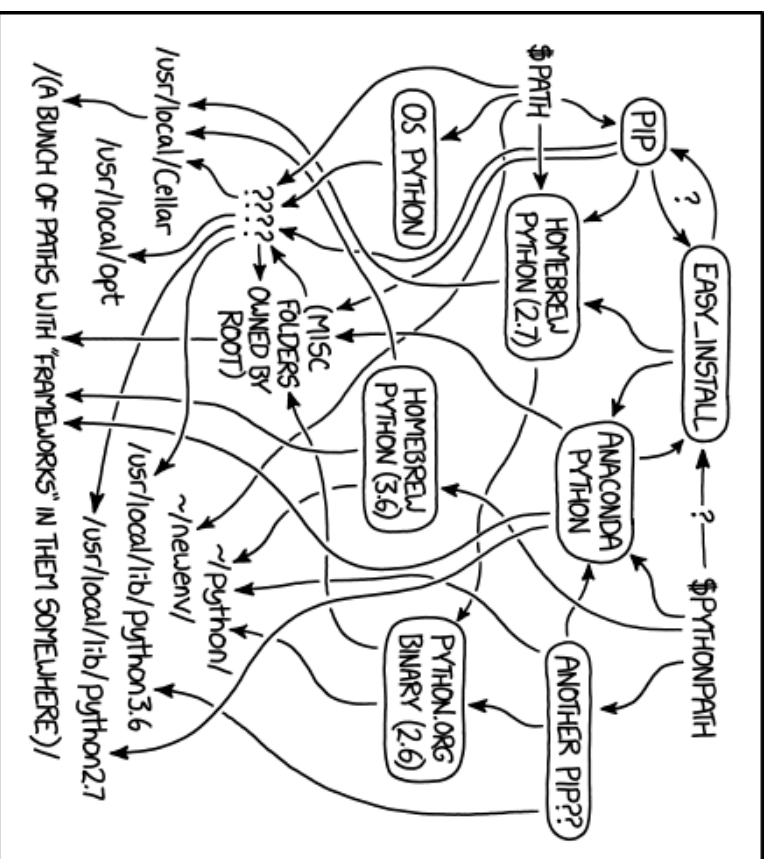 $PYTHONPATH
?
EASY_INSTALL
?
PIP
ANOTHER PIP???
ANACONDA
PYTHON
HOMEBREW
PYTHON (2.7)
$PATH
OS PYTHON
HOMEBREW
PYTHON (3.6)
PYTHON.ORG
BINARY (2.6)
(MISC
FOLDERS
OWNED BY
ROOT)
????
~/python/
~/newenv/
/usr/local/Cellar
/usr/local/opt
/usr/local/lib/python3.6
/usr/local/lib/python2.7
/(A BUNCH OF PATHS WITH "FRAMEWORKS" IN THEM SOMEWHERE)/